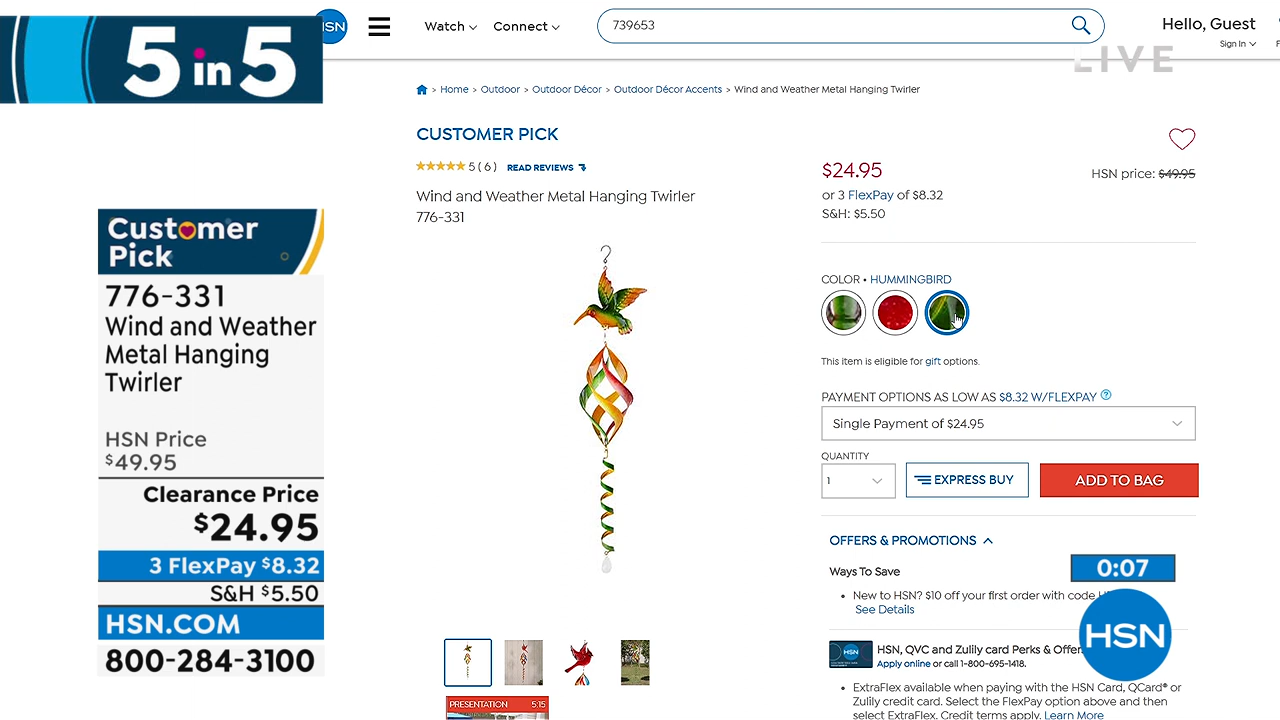 5 in 5
HSN
Watch
Connect
739653
Hello, Guest
Sign In
LIVE
Home > Outdoor > Outdoor Décor > Outdoor Décor Accents > Wind and Weather Metal Hanging Twirler
CUSTOMER PICK
5 ( 6 ) READ REVIEWS
Wind and Weather Metal Hanging Twirler
776-331
$24.95
HSN price: $49.95
or 3 FlexPay of $8.32
S&H: $5.50
COLOR • HUMMINGBIRD
This item is eligible for gift options.
PAYMENT OPTIONS AS LOW AS $8.32 W/FLEXPAY ?
Single Payment of $24.95
QUANTITY
1
EXPRESS BUY
ADD TO BAG
OFFERS & PROMOTIONS
Ways To Save
0:07
• New to HSN? $10 off your first order with code
See Details
HSN
HSN, QVC and Zulily card Perks & Offer
Apply online or call 1-800-695-1418.
• ExtraFlex available when paying with the HSN Card, QCard® or
Zulily credit card. Select the FlexPay option above and then
select ExtraFlex. Credit terms apply. Learn More
PRESENTATION 5:15
Customer
Pick
776-331
Wind and Weather
Metal Hanging
Twirler
HSN Price
$49.95
Clearance Price
$24.95
3 FlexPay $8.32
S&H $5.50
HSN.COM
800-284-3100